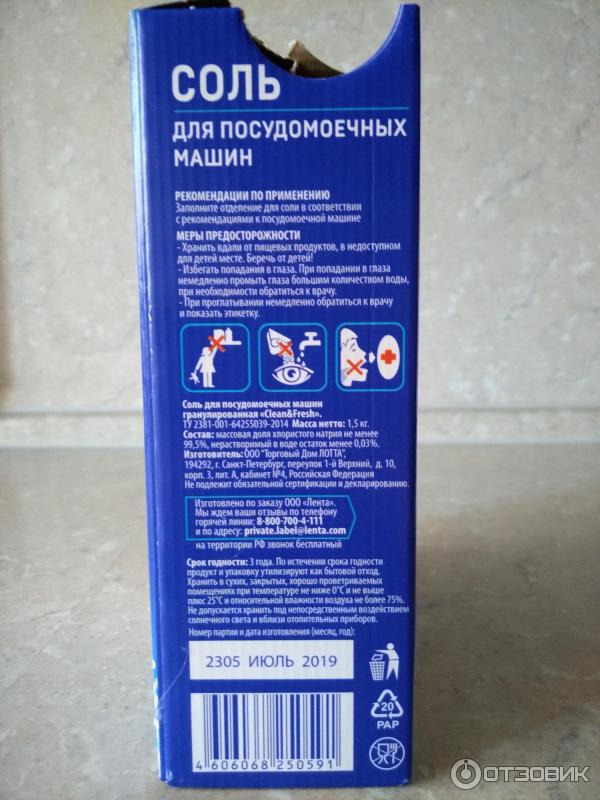 СОЛЬ
ДЛЯ ПОСУДОМОЕЧНЫХ
МАШИН
РЕКОМЕНДАЦИИ ПО ПРИМЕНЕНИЮ
Заполните отделение для соли в соответствии
с рекомендациями к посудомоечной машине
МЕРЫ ПРЕДОСТОРОЖНОСТИ
- Хранить вдали от пищевых продуктов, в недоступном
для детей месте. Беречь от детей!
- Избегать попадания в глаза. При попадании в глаза
немедленно промыть глаза большим количеством воды,
при необходимости обратиться к врачу.
- При проглатывании немедленно обратиться к врачу
и показать этикетку.
Соль для посудомоечных машин
гранулированная «Clean&Fresh».
ТУ 2381-001-64255039-2014 Масса нетто: 1,5 кг.
Состав: массовая доля хлористого натрия не менее
99,5%, нерастворимый в воде остаток не более 0,03%.
Изготовитель: ООО "Торговый Дом ЛОТТА",
194292, г. Санкт-Петербург, переулок 1-й Верхний, д. 10,
корп. 3, лит. А, кабинет №4, Российская Федерация
Не подлежит обязательной сертификации и декларированию.
Изготовлено по заказу ООО «Лента».
Мы ждем ваши отзывы по телефону
горячей линии: 8-800-700-4-111
и по адресу: private.label@lenta.com
на территории РФ звонок бесплатный
Срок годности: 3 года. По истечении срока годности
продукт и упаковку утилизируют как бытовой отход.
Хранить в сухих, закрытых, хорошо проветриваемых
помещениях при температуре не ниже 0°С и не выше
плюс 25°С и относительной влажности воздуха не более 75%.
Не допускается хранить под непосредственным воздействием
солнечного света и вблизи отопительных приборов.
Номер партии и дата изготовления (месяц, год):
2305 ИЮЛЬ 2019
20
PAP
4 606068 250591
ОТЗОВИК